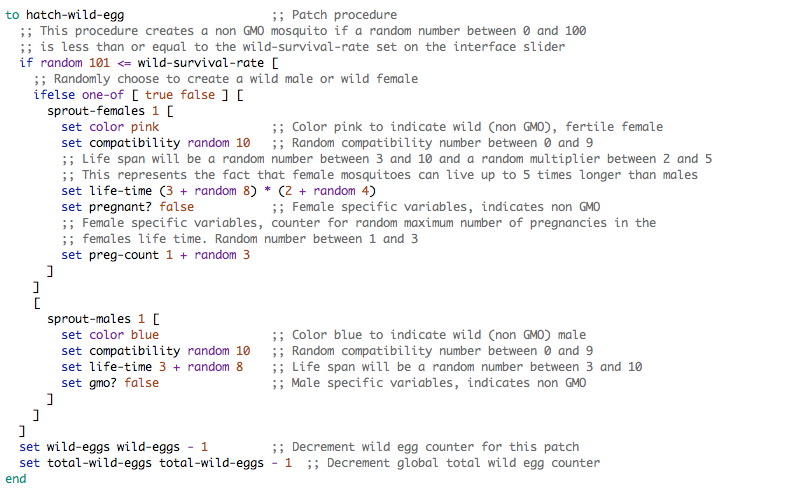 to hatch-wild-egg                     ;; Patch procedure
  ;; This procedure creates a non GMO mosquito if a random number between 0 and 100
  ;; is less than or equal to the wild-survival-rate set on the interface slider
  if random 101 <= wild-survival-rate [
    ;; Randomly choose to create a wild male or wild female
    ifelse one-of [ true false ] [
      sprout-females 1 [
        set color pink                ;; Color pink to indicate wild (non GMO), fertile female
        set compatibility random 10   ;; Random compatibility number between 0 and 9
        ;; Life span will be a random number between 3 and 10 and a random multiplier between 2 and 5
        ;; This represents the fact that female mosquitoes can live up to 5 times longer than males
        set life-time (3 + random 8) * (2 + random 4)
        set pregnant? false           ;; Female specific variables, indicates non GMO
        ;; Female specific variables, counter for random maximum number of pregnancies in the
        ;; females life time. Random number between 1 and 3
        set preg-count 1 + random 3
      ]
    ]
    [
      sprout-males 1 [
        set color blue                ;; Color blue to indicate wild (non GMO) male
        set compatibility random 10   ;; Random compatibility number between 0 and 9
        set life-time 3 + random 8    ;; Life span will be a random number between 3 and 10
        set gmo? false                ;; Male specific variables, indicates non GMO
      ]
    ]
  ]
  set wild-eggs wild-eggs - 1         ;; Decrement wild egg counter for this patch
  set total-wild-eggs total-wild-eggs - 1  ;; Decrement global total wild egg counter
end